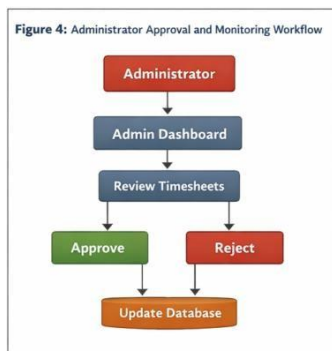 Figure 4: Administrator Approval and Monitoring Workflow
Administrator
Admin Dashboard
Review Timesheets
Approve
Reject
Update Database